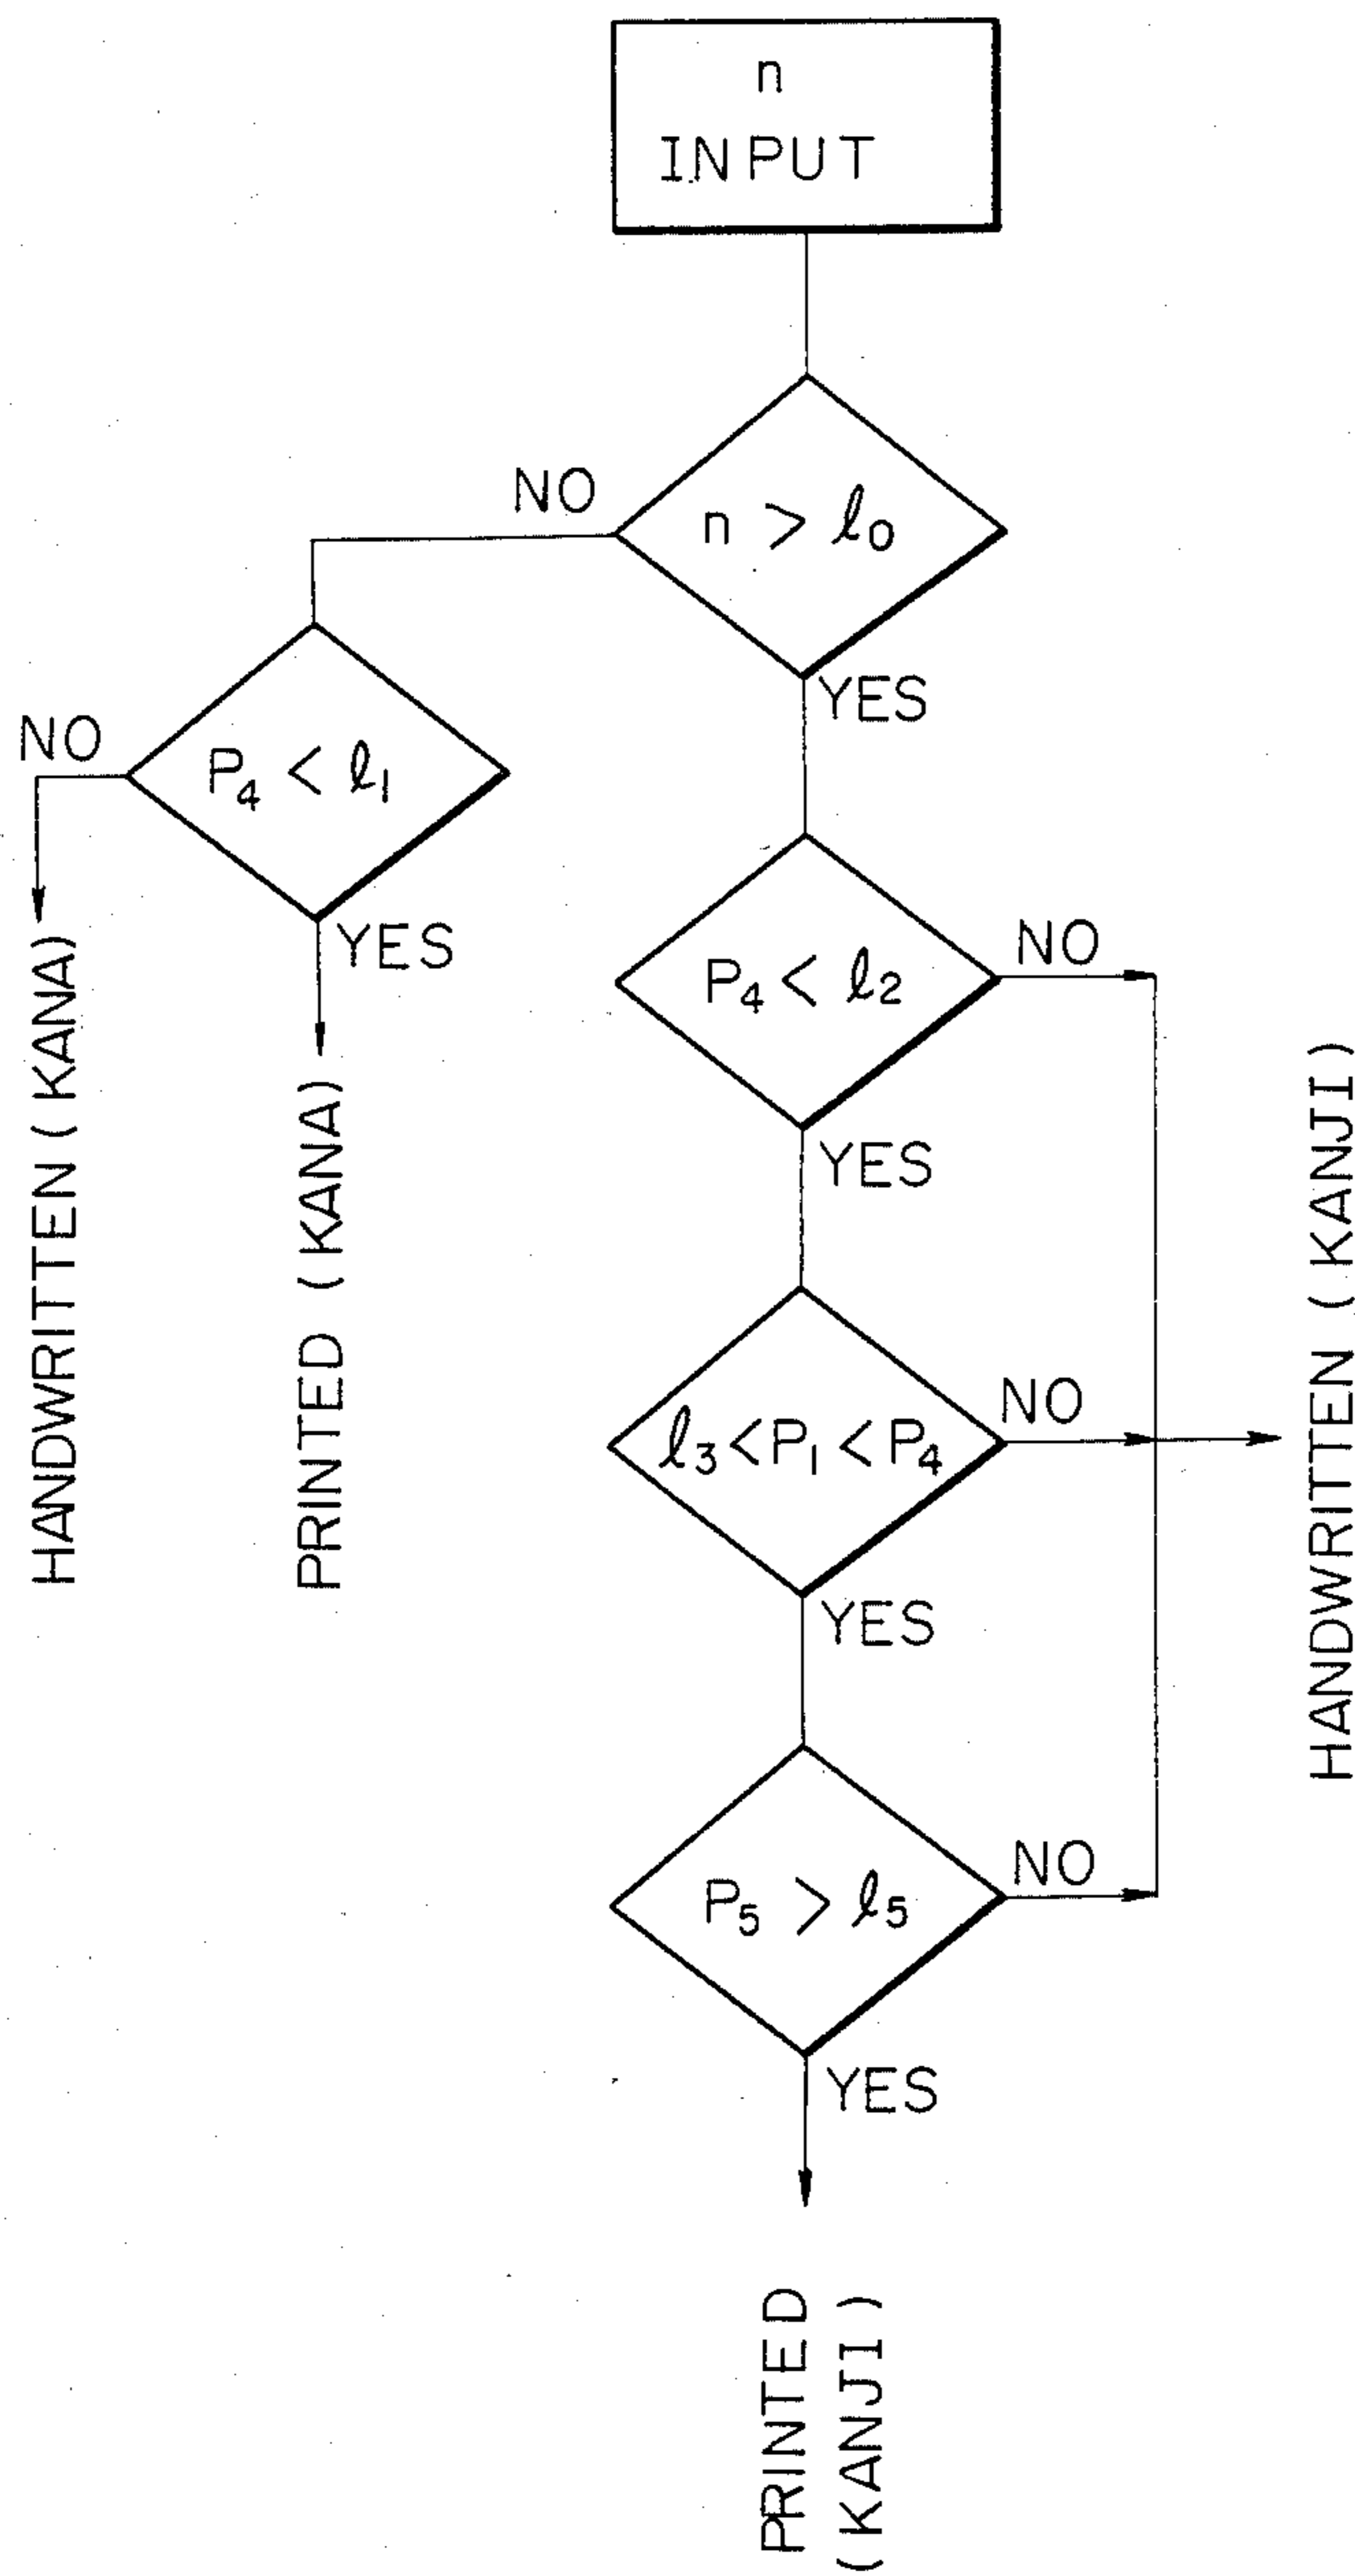 n
INPUT
n > ℓ0
NO
YES
P4 < ℓ1
NO
YES
HANDWRITTEN (KANA)
PRINTED (KANA)
P4 < ℓ2
NO
YES
ℓ3 < P1 < P4
NO
YES
HANDWRITTEN (KANJI)
P5 > ℓ5
NO
YES
PRINTED
(KANJI)